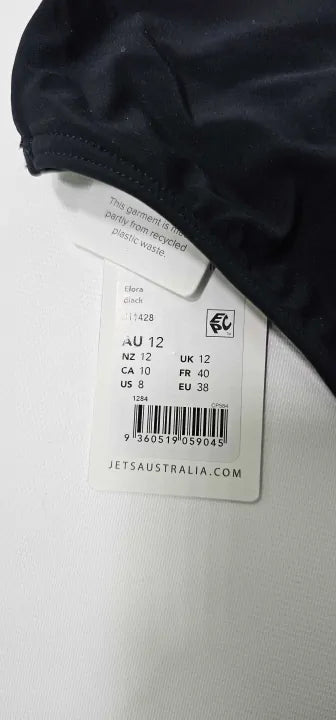 This garment is made
partly from recycled
plastic waste.
Elora
Black
EPC
AU 12
NZ 12 UK 12
CA 10 FR 40
US 8 EU 38
1284
9 360519 059045
JETSAUSTRALIA.COM